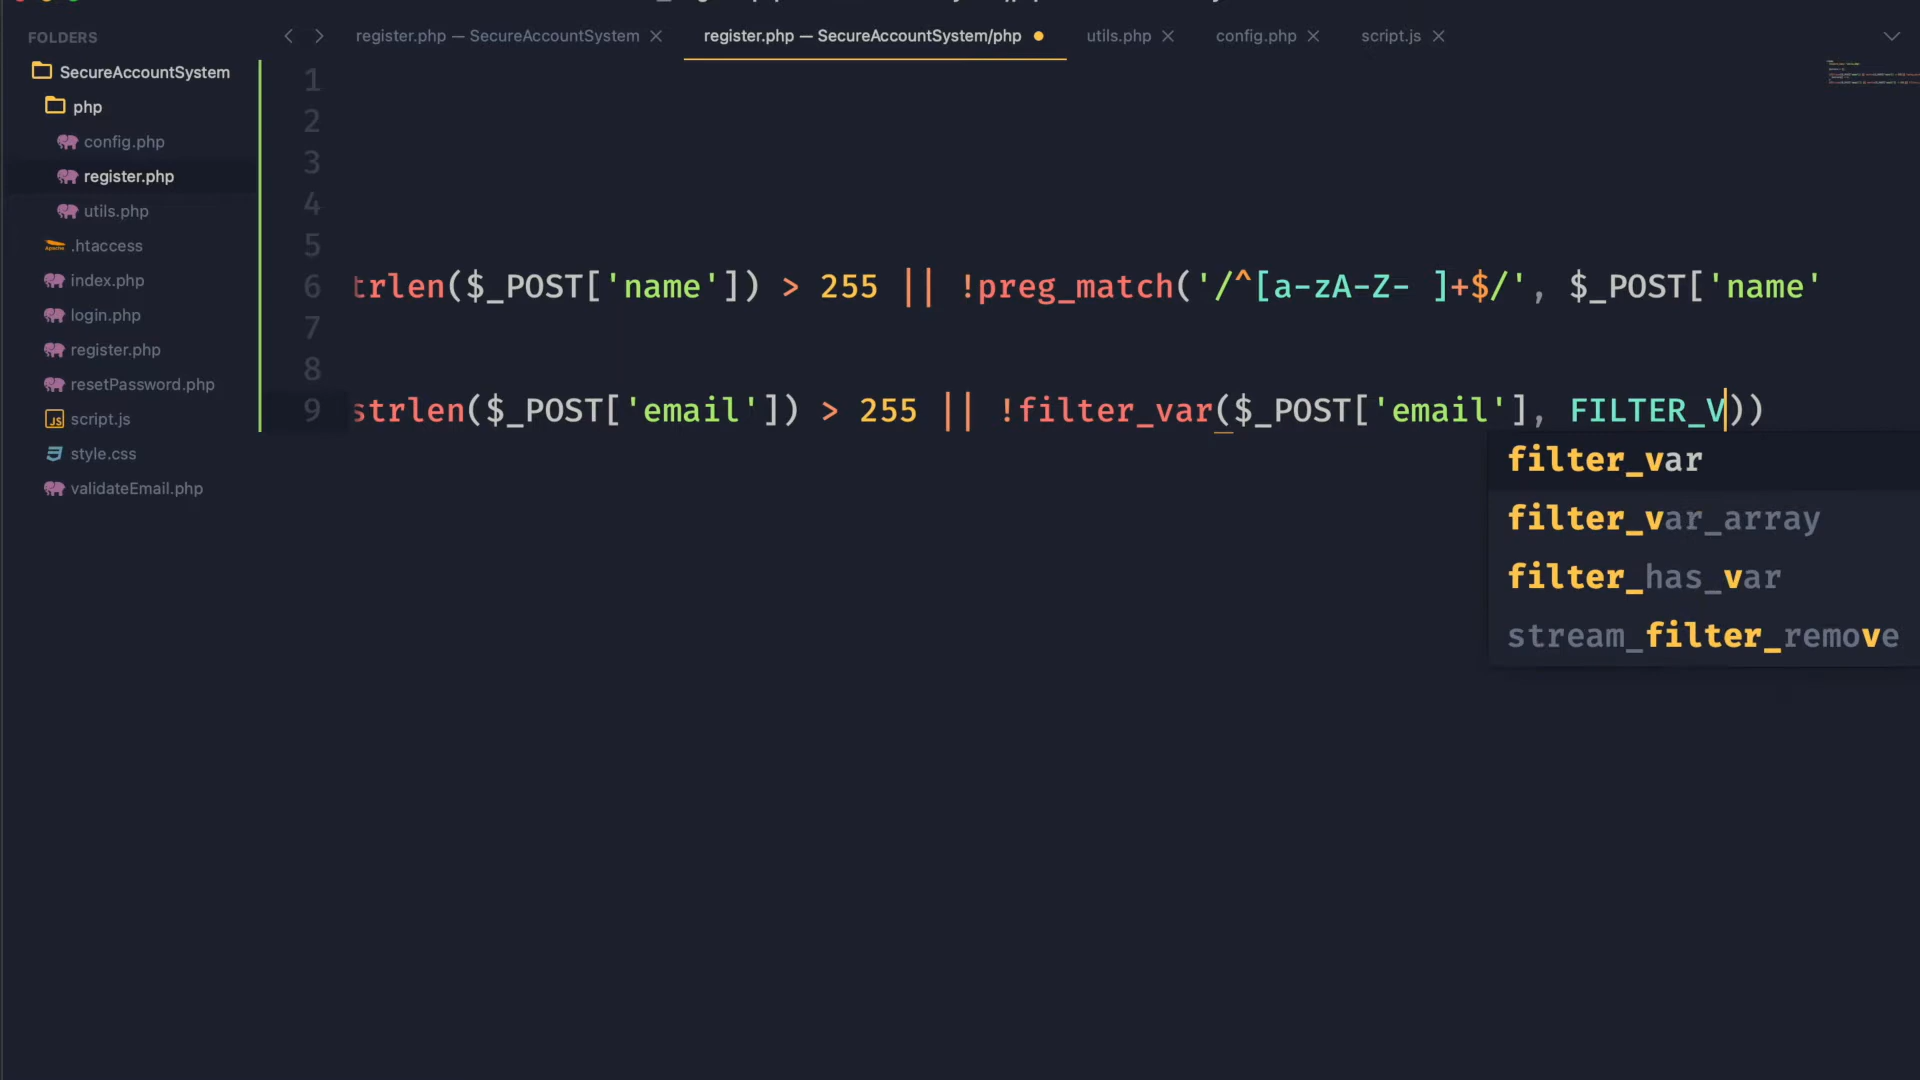 FOLDERS
SecureAccountSystem
php
config.php
register.php
utils.php
.htaccess
index.php
login.php
register.php
resetPassword.php
script.js
style.css
validateEmail.php
register.php — SecureAccountSystem
register.php — SecureAccountSystem/php
utils.php
config.php
script.js
1
2
3
4
5
6 trlen($_POST['name']) > 255 || !preg_match('/^[a-zA-Z- ]+$/', $_POST['name'
7
8
9 strlen($_POST['email']) > 255 || !filter_var($_POST['email'], FILTER_V))
filter_var
filter_var_array
filter_has_var
stream_filter_remove